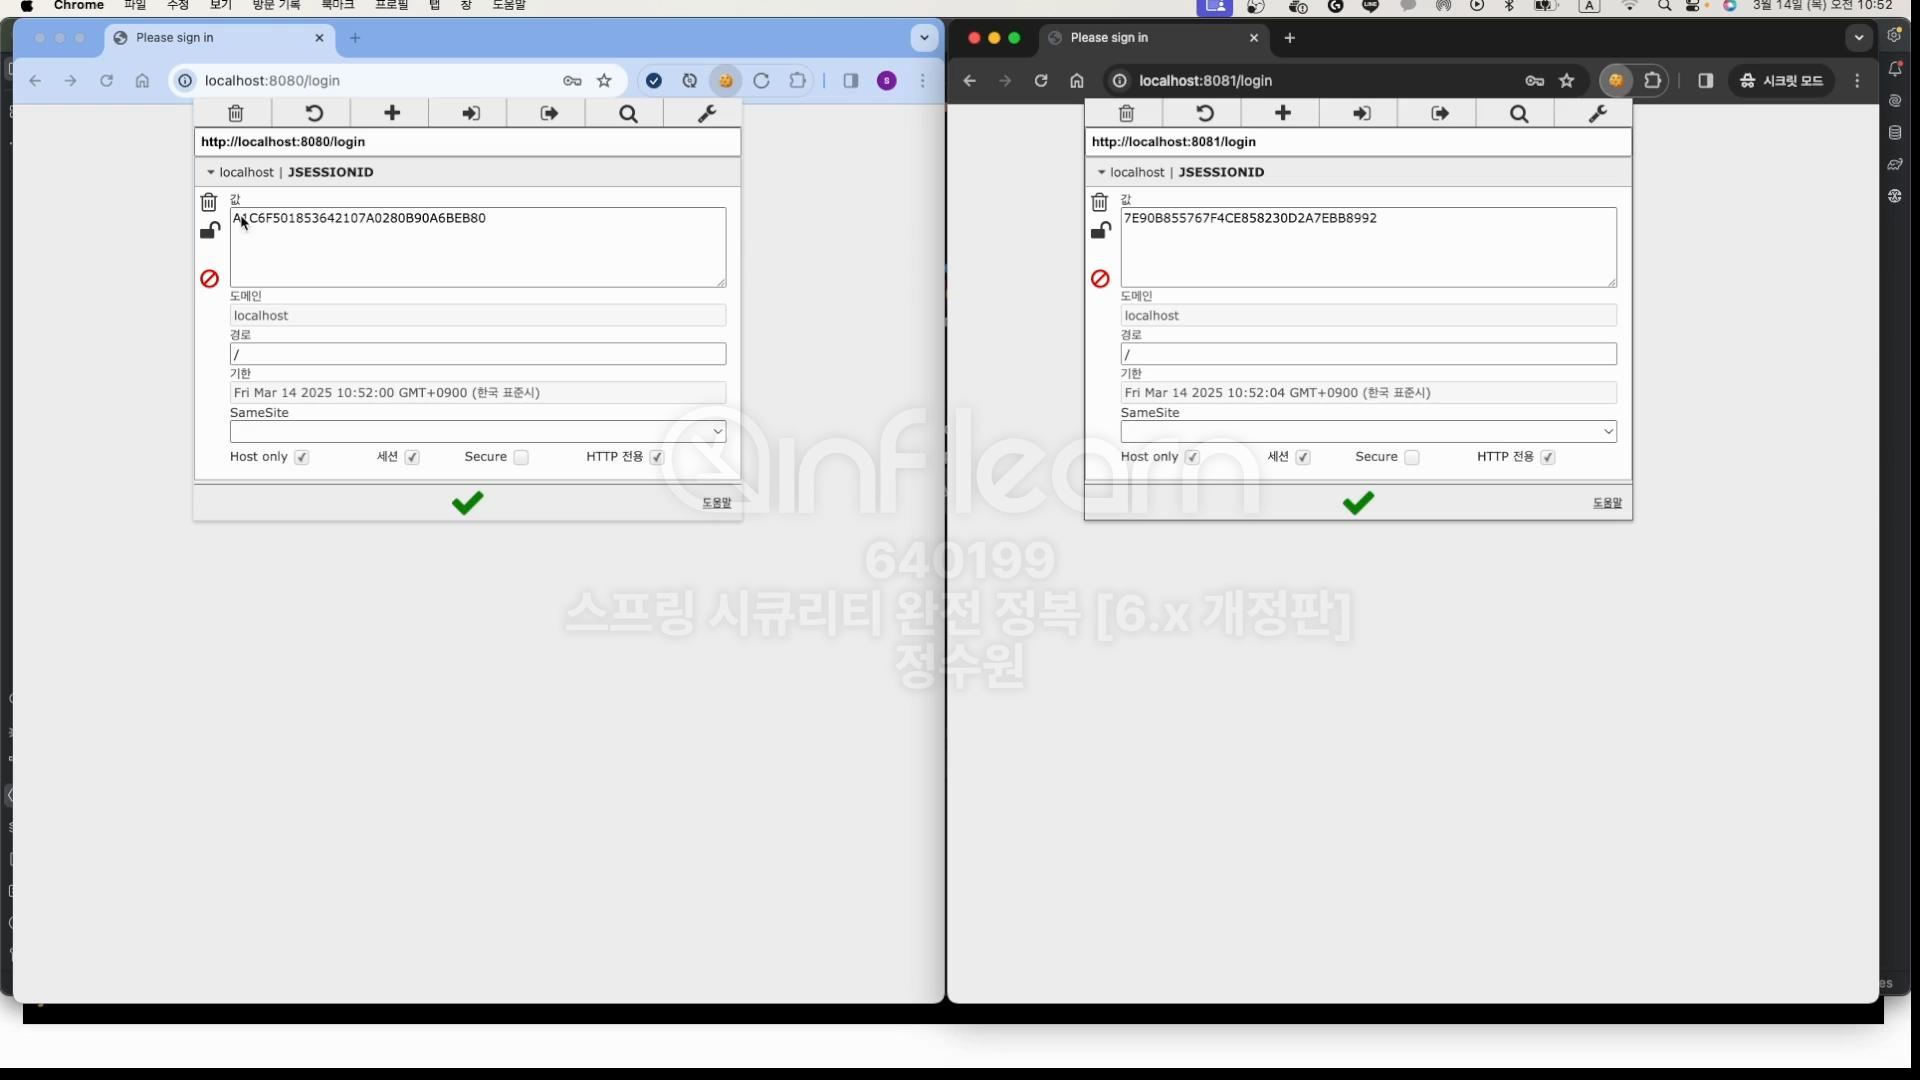 Chrome 파일 수정 보기 방문 기록 북마크 프로필 탭 창 도움말
A 3월 14일 (목) 오전 10:52
Please sign in
localhost:8080/login
S
http://localhost:8080/login
localhost | JSESSIONID
값
A1C6F501853642107A0280B90A6BEB80
도메인
localhost
경로
/
기한
Fri Mar 14 2025 10:52:00 GMT+0900 (한국 표준시)
SameSite
Host only 세션 Secure HTTP 전용
도움말
Please sign in
localhost:8081/login
시크릿 모드
http://localhost:8081/login
localhost | JSESSIONID
값
7E90B855767F4CE858230D2A7EBB8992
도메인
localhost
경로
/
기한
Fri Mar 14 2025 10:52:04 GMT+0900 (한국 표준시)
SameSite
Host only 세션 Secure HTTP 전용
도움말
inflearn
640199
스프링 시큐리티 완전 정복 [6.x 개정판]
정수원
es